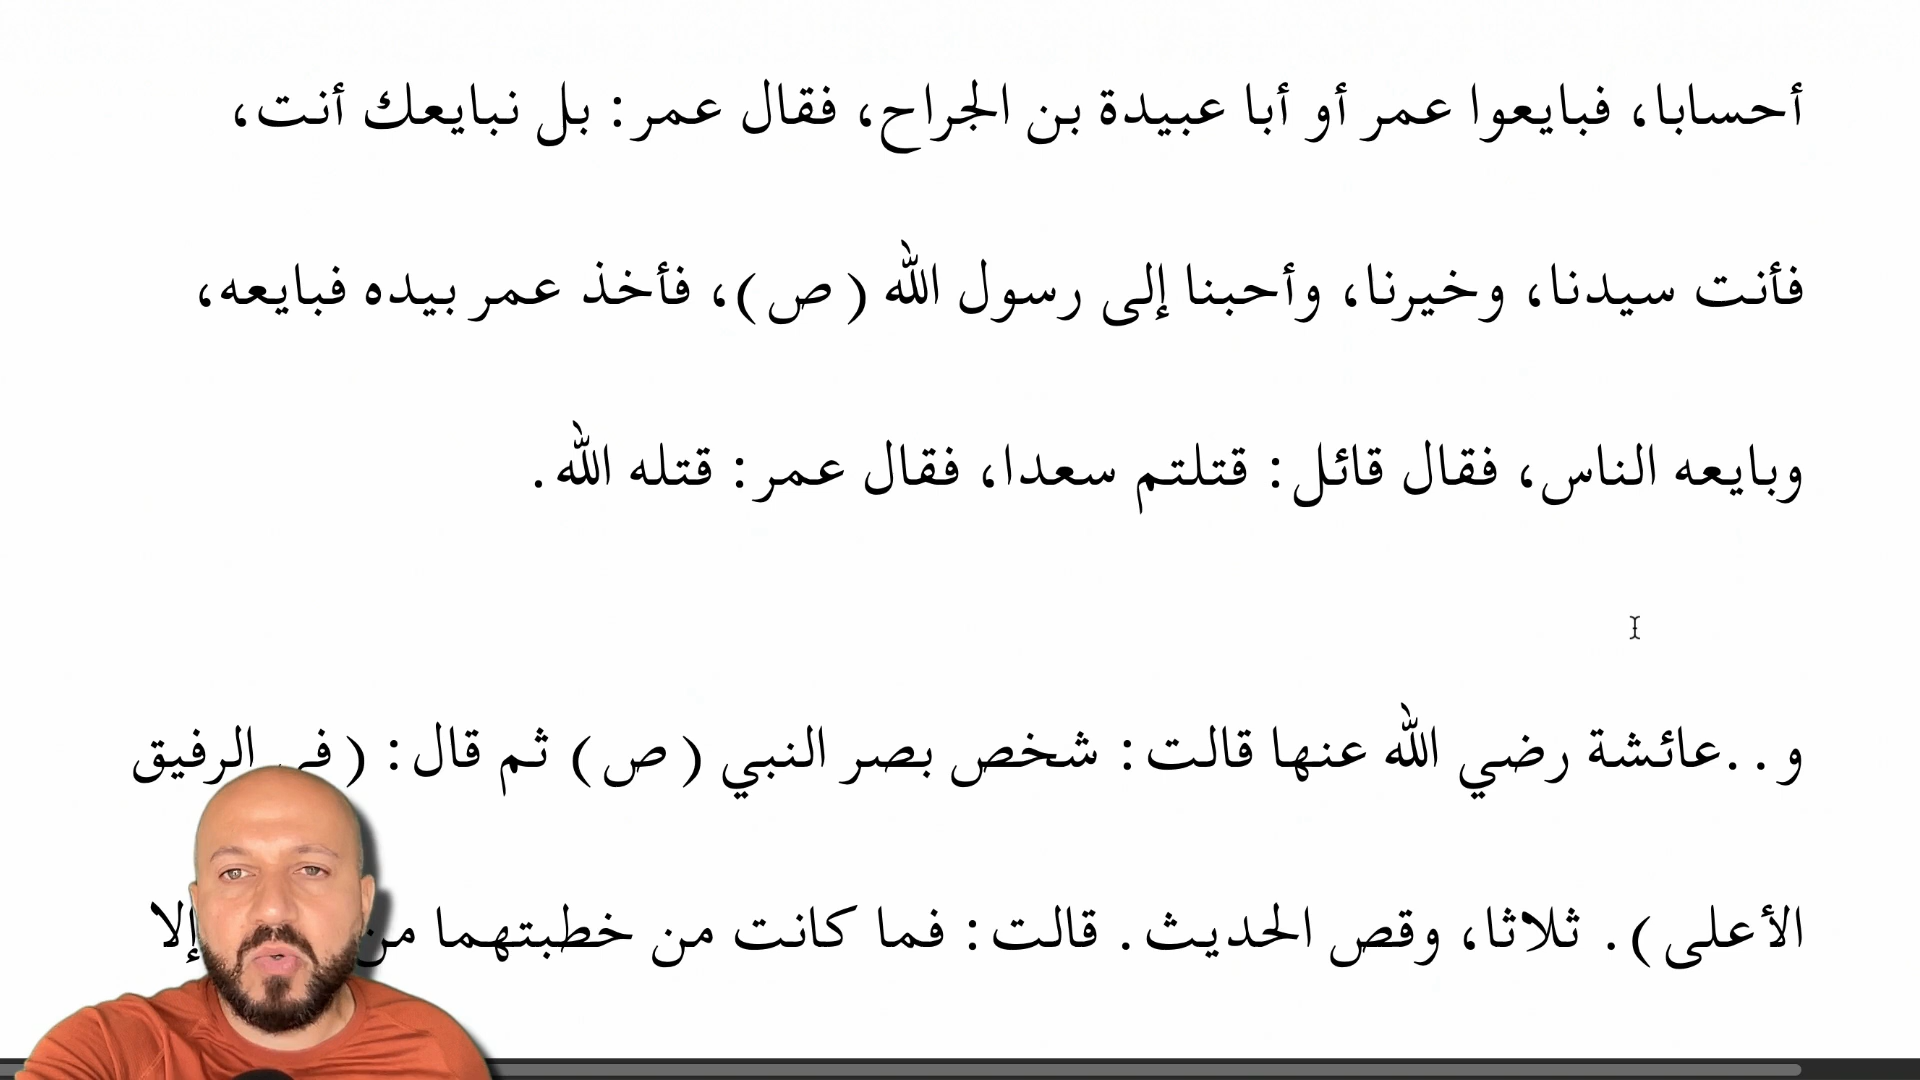 أحسابا، فبايعوا عمر أو أبا عبيدة بن الجراح، فقال عمر: بل نبايعك أنت،
فأنت سيدنا، وخيرنا، وأحبنا إلى رسول الله (ص)، فأخذ عمر بيده فبايعه،
وبايعه الناس، فقال قائل: قتلتم سعدا، فقال عمر: قتله الله.
و..عائشة رضي الله عنها قالت: شخص بصر النبي (ص) ثم قال: (في الرفيق
الأعلى). ثلاثا، وقص الحديث. قالت: فما كانت من خطبتهما من إلا